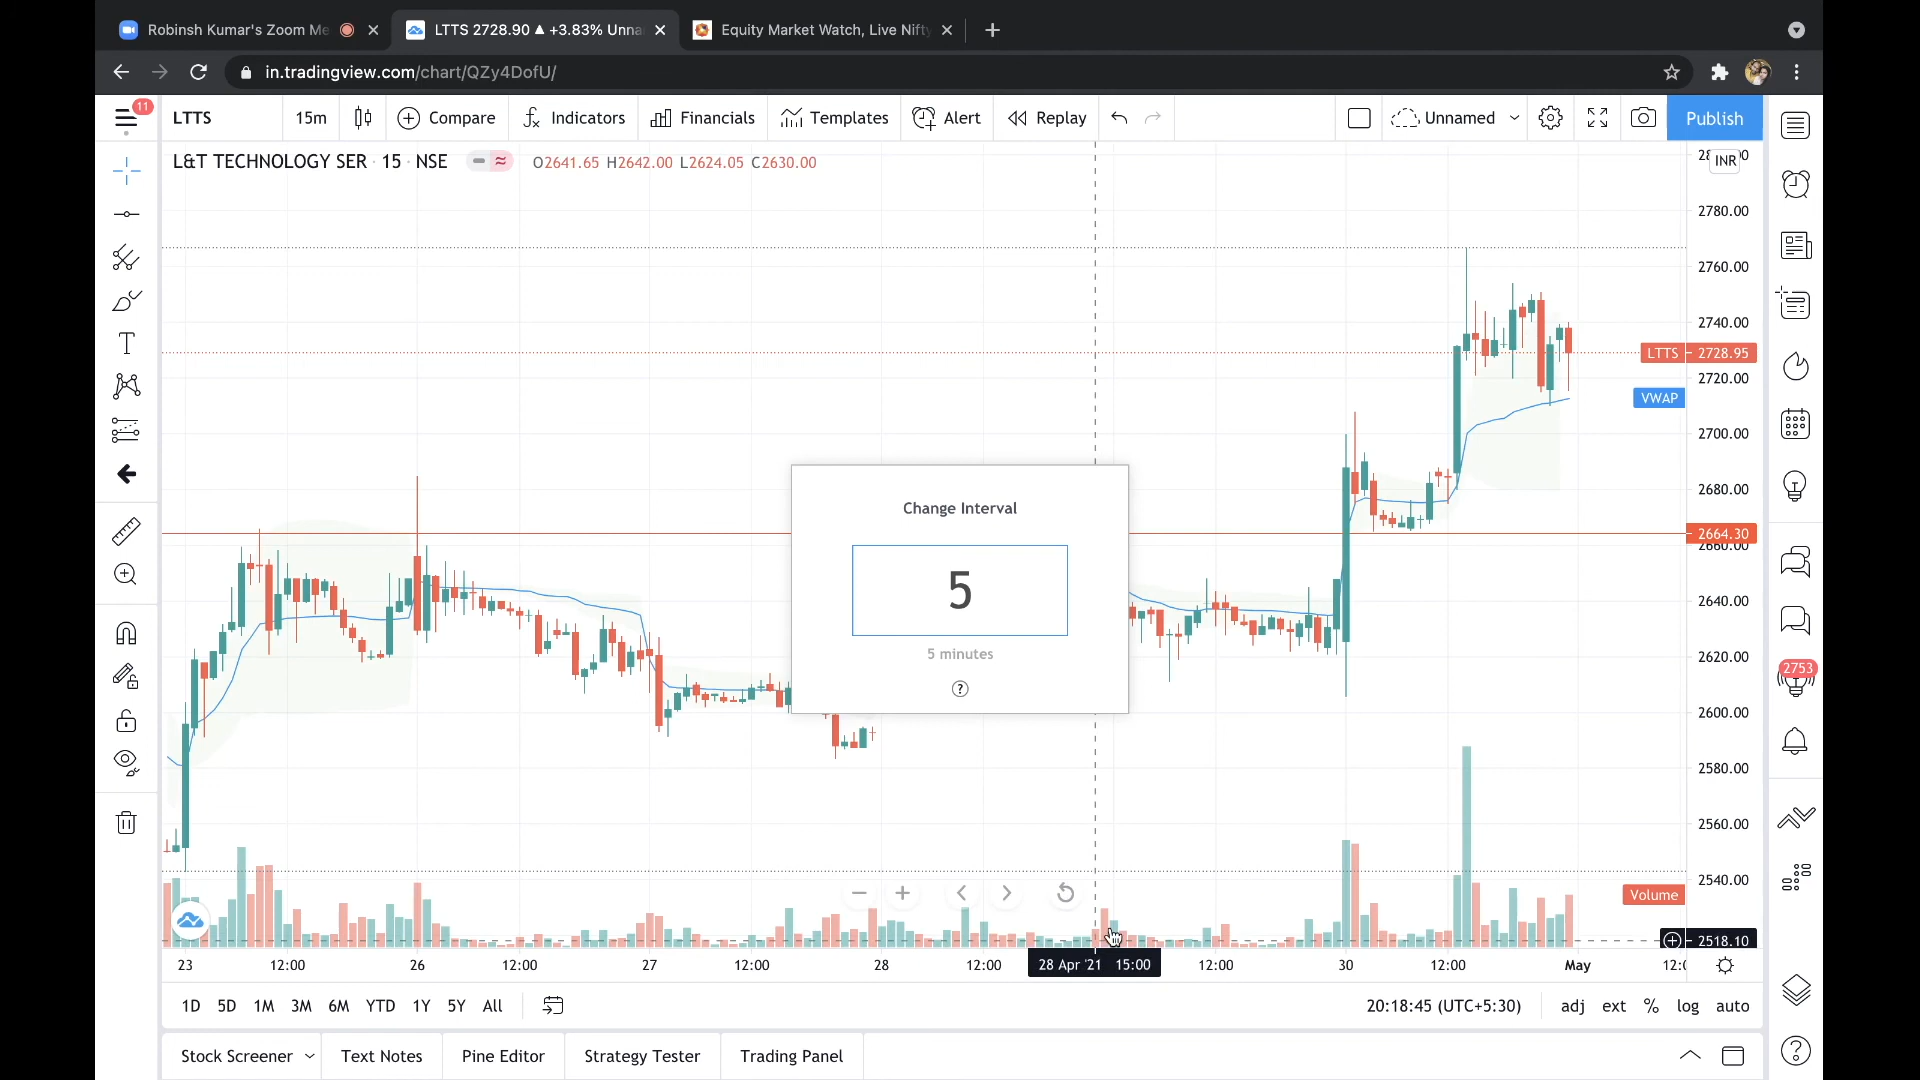 Robinsh Kumar's Zoom Me
LTTS 2728.90 ▲ +3.83% Unna
Equity Market Watch, Live Nifty
in.tradingview.com/chart/QZy4DofU/
11
LTTS
15m
Compare
Indicators
Financials
Templates
Alert
Replay
Unnamed
Publish
L&T TECHNOLOGY SER · 15 · NSE
O2641.65 H2642.00 L2624.05 C2630.00
INR
2780.00
2760.00
2740.00
LTTS 2728.95
2720.00
VWAP
2700.00
2680.00
2664.30
2660.00
2640.00
2620.00
2600.00
2580.00
2560.00
2540.00
Volume
2518.10
Change Interval
5
5 minutes
?
2753
23 12:00 26 12:00 27 12:00 28 12:00 28 Apr '21 15:00 12:00 30 12:00 May
1D 5D 1M 3M 6M YTD 1Y 5Y All
20:18:45 (UTC+5:30)
adj ext % log auto
Stock Screener
Text Notes
Pine Editor
Strategy Tester
Trading Panel